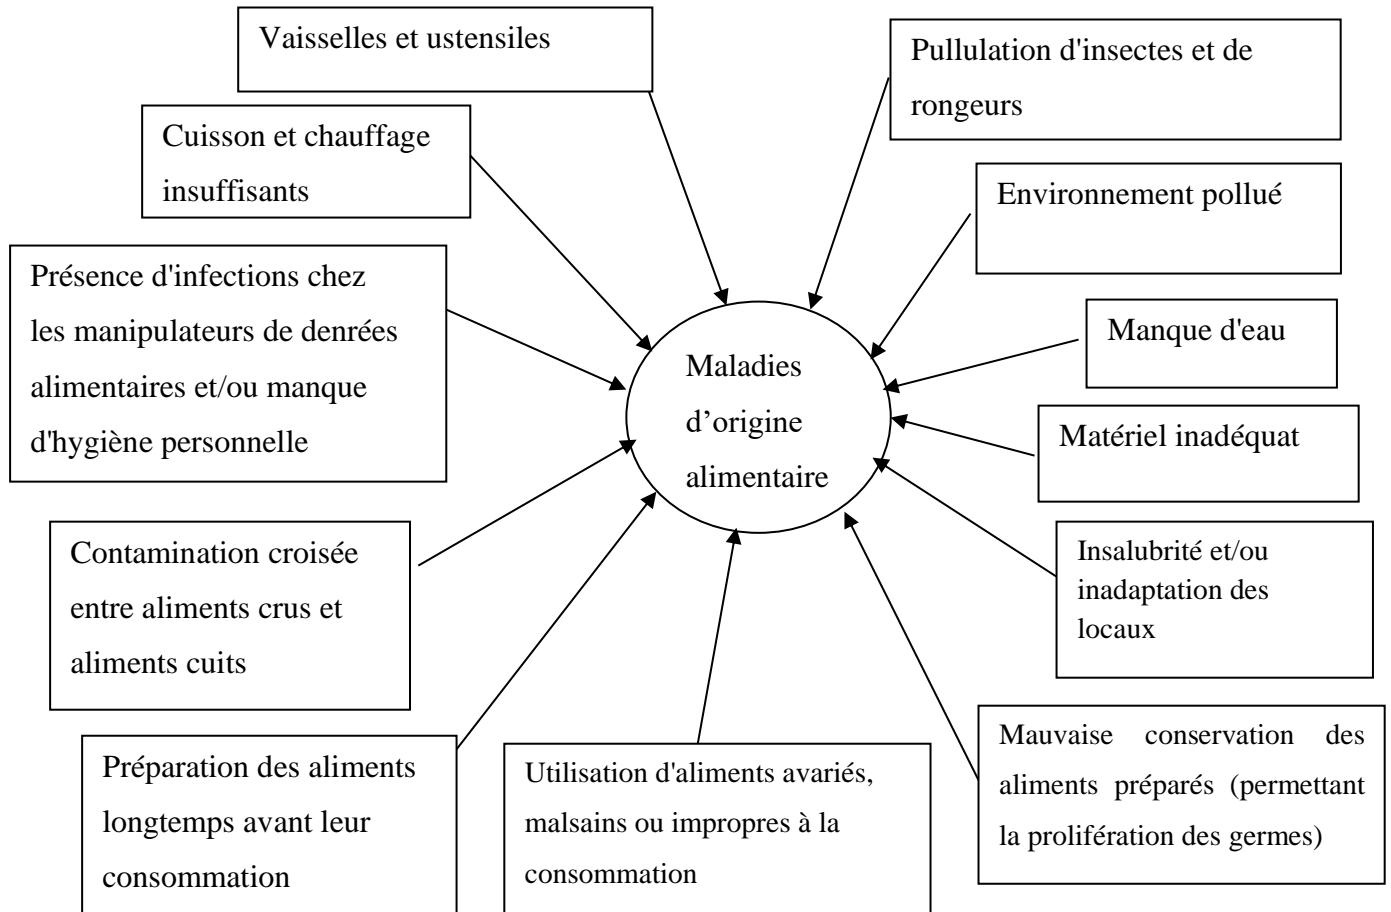 Vaisselles et ustensiles
Pullulation d'insectes et de
rongeurs
Cuisson et chauffage
insuffisants
Environnement pollué
Présence d'infections chez
les manipulateurs de denrées
alimentaires et/ou manque
d'hygiène personnelle
Manque d'eau
Maladies
d’origine
alimentaire
Matériel inadéquat
Contamination croisée
entre aliments crus et
aliments cuits
Insalubrité et/ou
inadaptation des
locaux
Préparation des aliments
longtemps avant leur
consommation
Utilisation d'aliments avariés,
malsains ou impropres à la
consommation
Mauvaise conservation des
aliments préparés (permettant
la prolifération des germes)